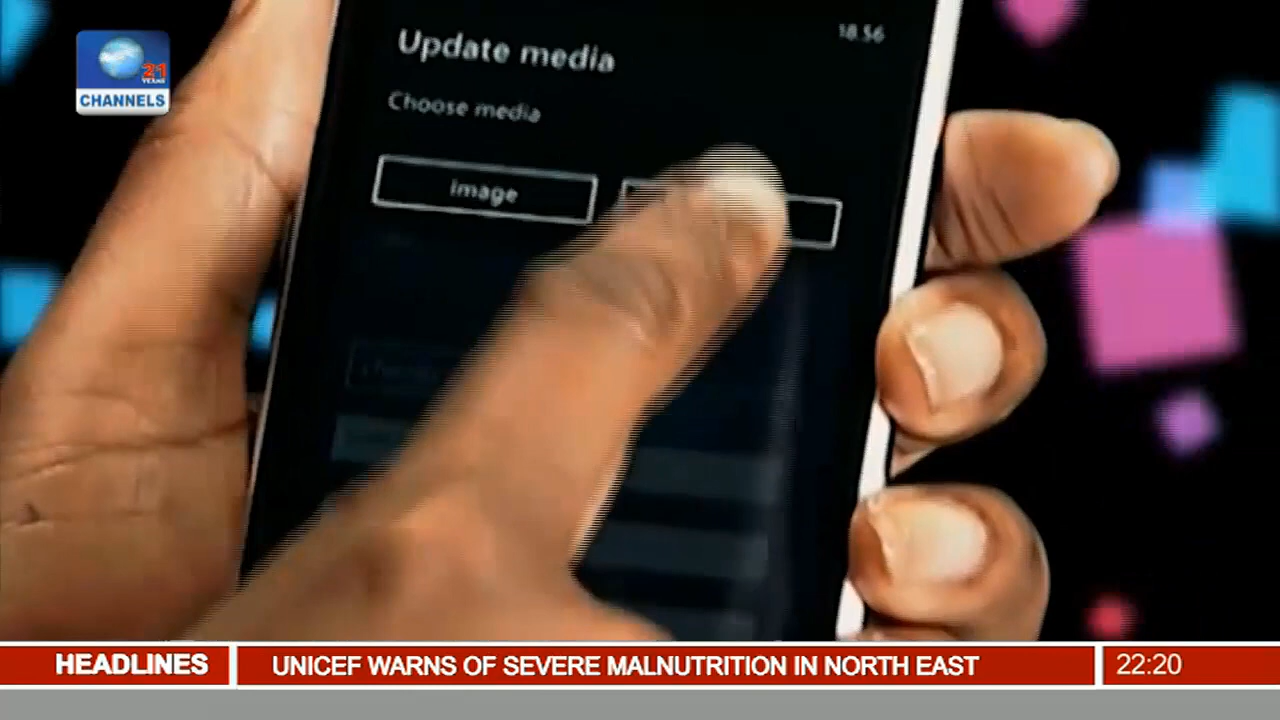 Update media
18:56
Choose media
Image
21
YEARS
CHANNELS
HEADLINES
UNICEF WARNS OF SEVERE MALNUTRITION IN NORTH EAST
22:20